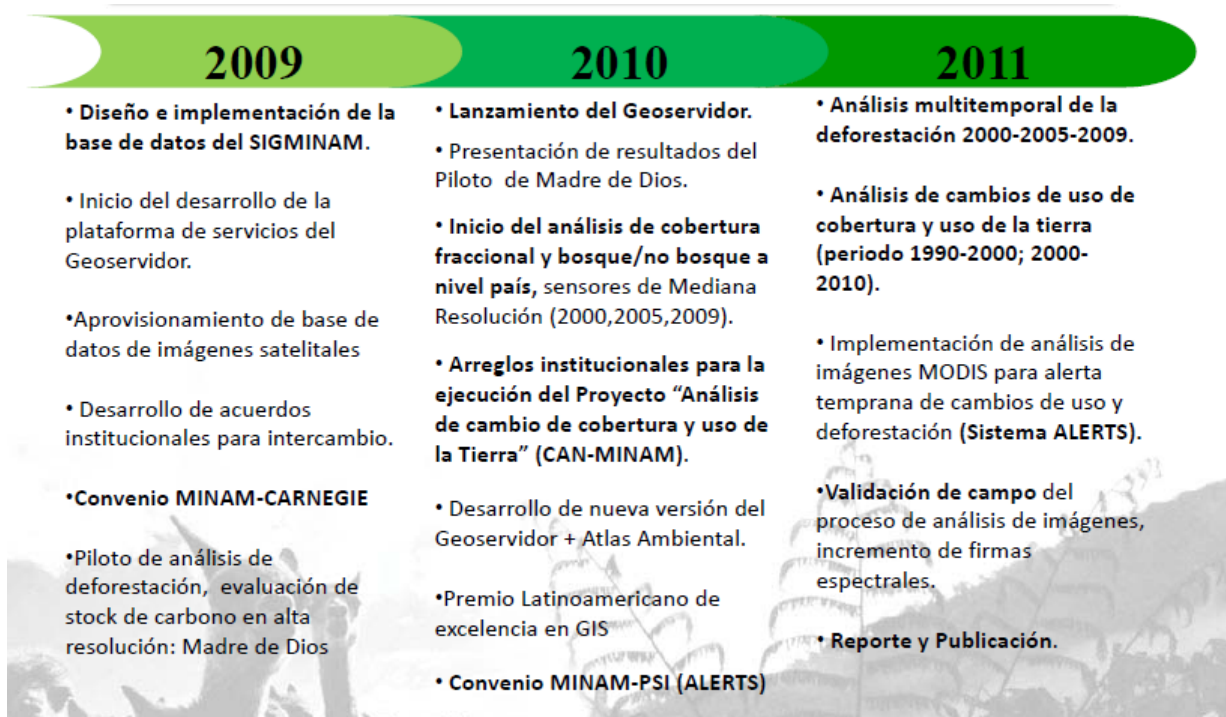 2009
• Diseño e implementación de la
base de datos del SIGMINAM.
• Inicio del desarrollo de la
plataforma de servicios del
Geoservidor.
•Aprovisionamiento de base de
datos de imágenes satelitales
• Desarrollo de acuerdos
institucionales para intercambio.
•Convenio MINAM-CARNEGIE
•Piloto de análisis de
deforestación, evaluación de
stock de carbono en alta
resolución: Madre de Dios
2010
• Lanzamiento del Geoservidor.
• Presentación de resultados del
Piloto de Madre de Dios.
• Inicio del análisis de cobertura
fraccional y bosque/no bosque a
nivel país, sensores de Mediana
Resolución (2000,2005,2009).
• Arreglos institucionales para la
ejecución del Proyecto “Análisis
de cambio de cobertura y uso de
la Tierra” (CAN-MINAM).
• Desarrollo de nueva versión del
Geoservidor + Atlas Ambiental.
•Premio Latinoamericano de
excelencia en GIS
• Convenio MINAM-PSI (ALERTS)
2011
• Análisis multitemporal de la
deforestación 2000-2005-2009.
• Análisis de cambios de uso de
cobertura y uso de la tierra
(periodo 1990-2000; 2000-
2010).
• Implementación de análisis de
imágenes MODIS para alerta
temprana de cambios de uso y
deforestación (Sistema ALERTS).
•Validación de campo del
proceso de análisis de imágenes,
incremento de firmas
espectrales.
• Reporte y Publicación.